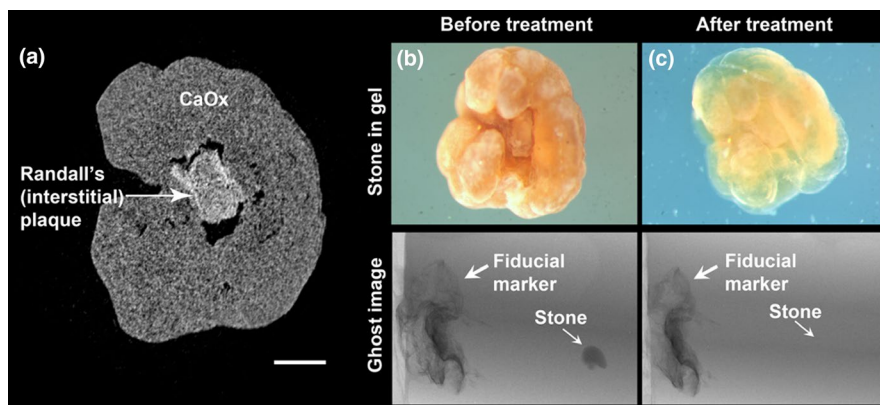 Before treatment
After treatment
(a)
CaOx
Randall's
(interstitial)
plaque
Stone in gel
(b)
(c)
Ghost image
Fiducial
marker
Stone
Fiducial
marker
Stone